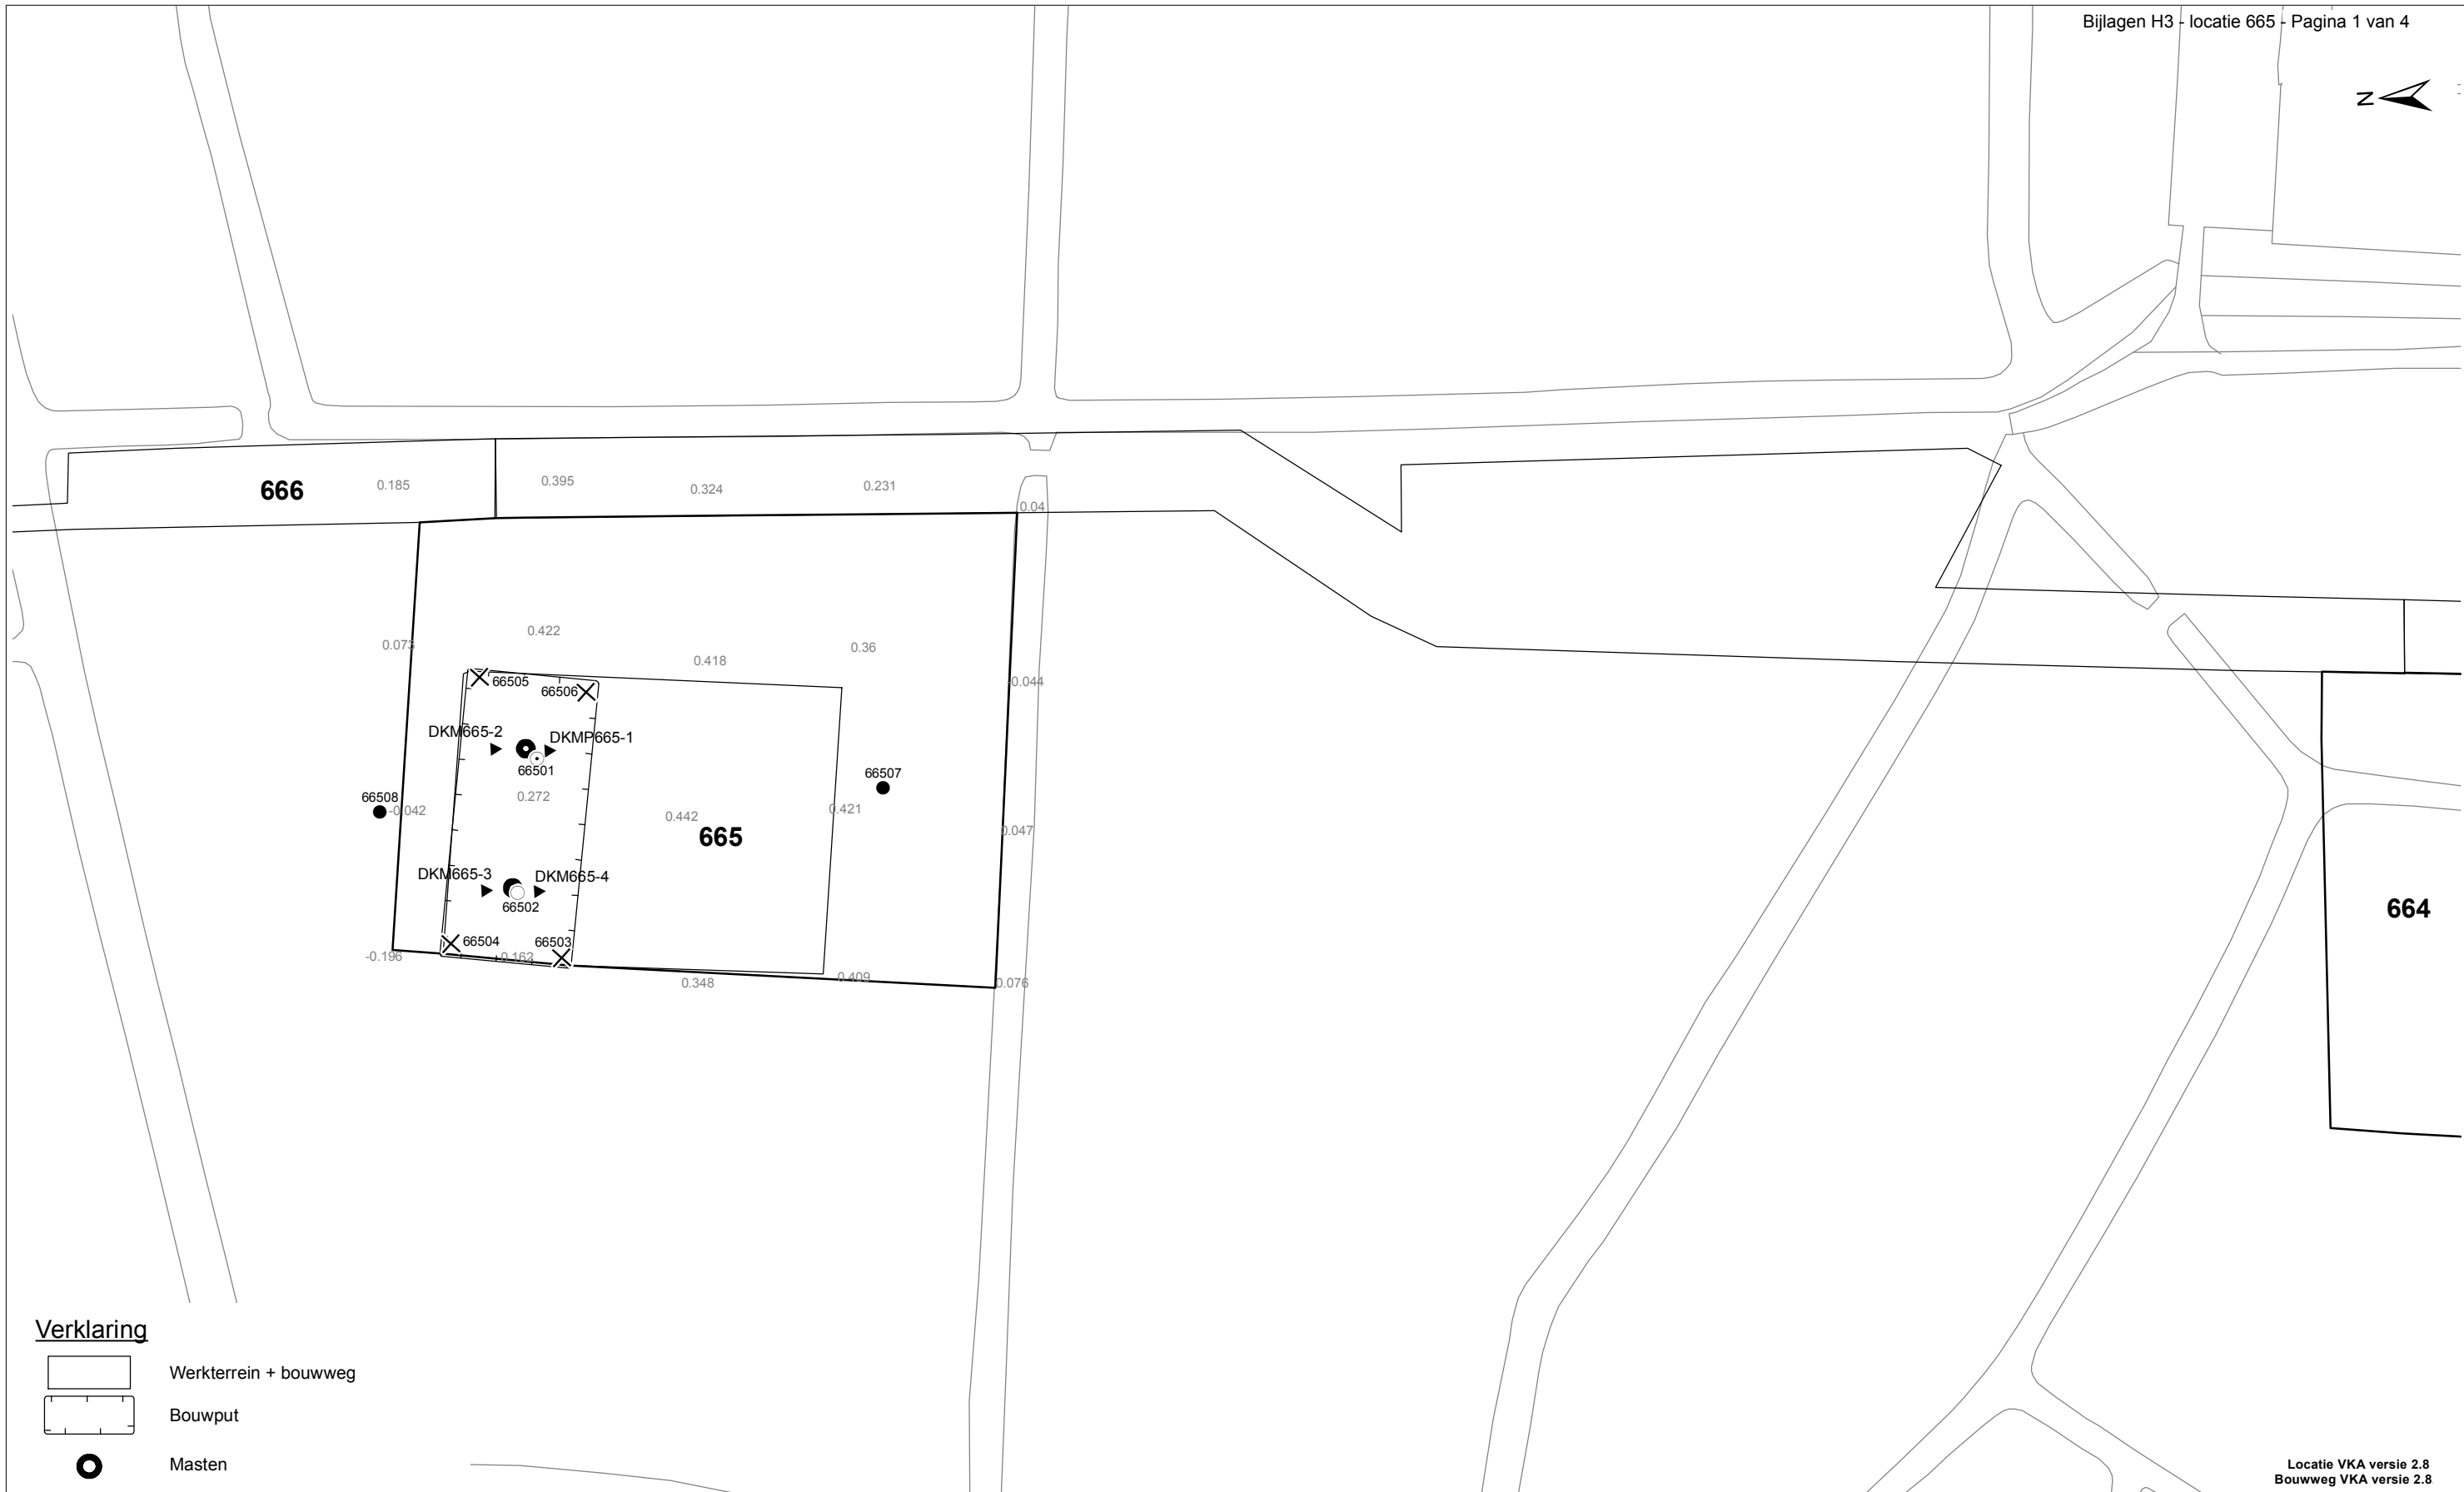 Bijlagen H3 - locatie 665 - Pagina 1 van 4
N
666
0.185
0.395
0.324
0.231
0.04
0.073
0.422
0.418
0.36
-0.044
66505
66506
DKM665-2
DKMP665-1
66501
66507
66508
-0.042
0.272
0.442
0.421
665
0.047
DKM665-3
DKM665-4
66502
664
66504
66503
-0.196
-0.162
0.348
0.409
0.076
Verklaring
Werkterrein + bouwweg
Bouwput
Masten
Locatie VKA versie 2.8
Bouwweg VKA versie 2.8